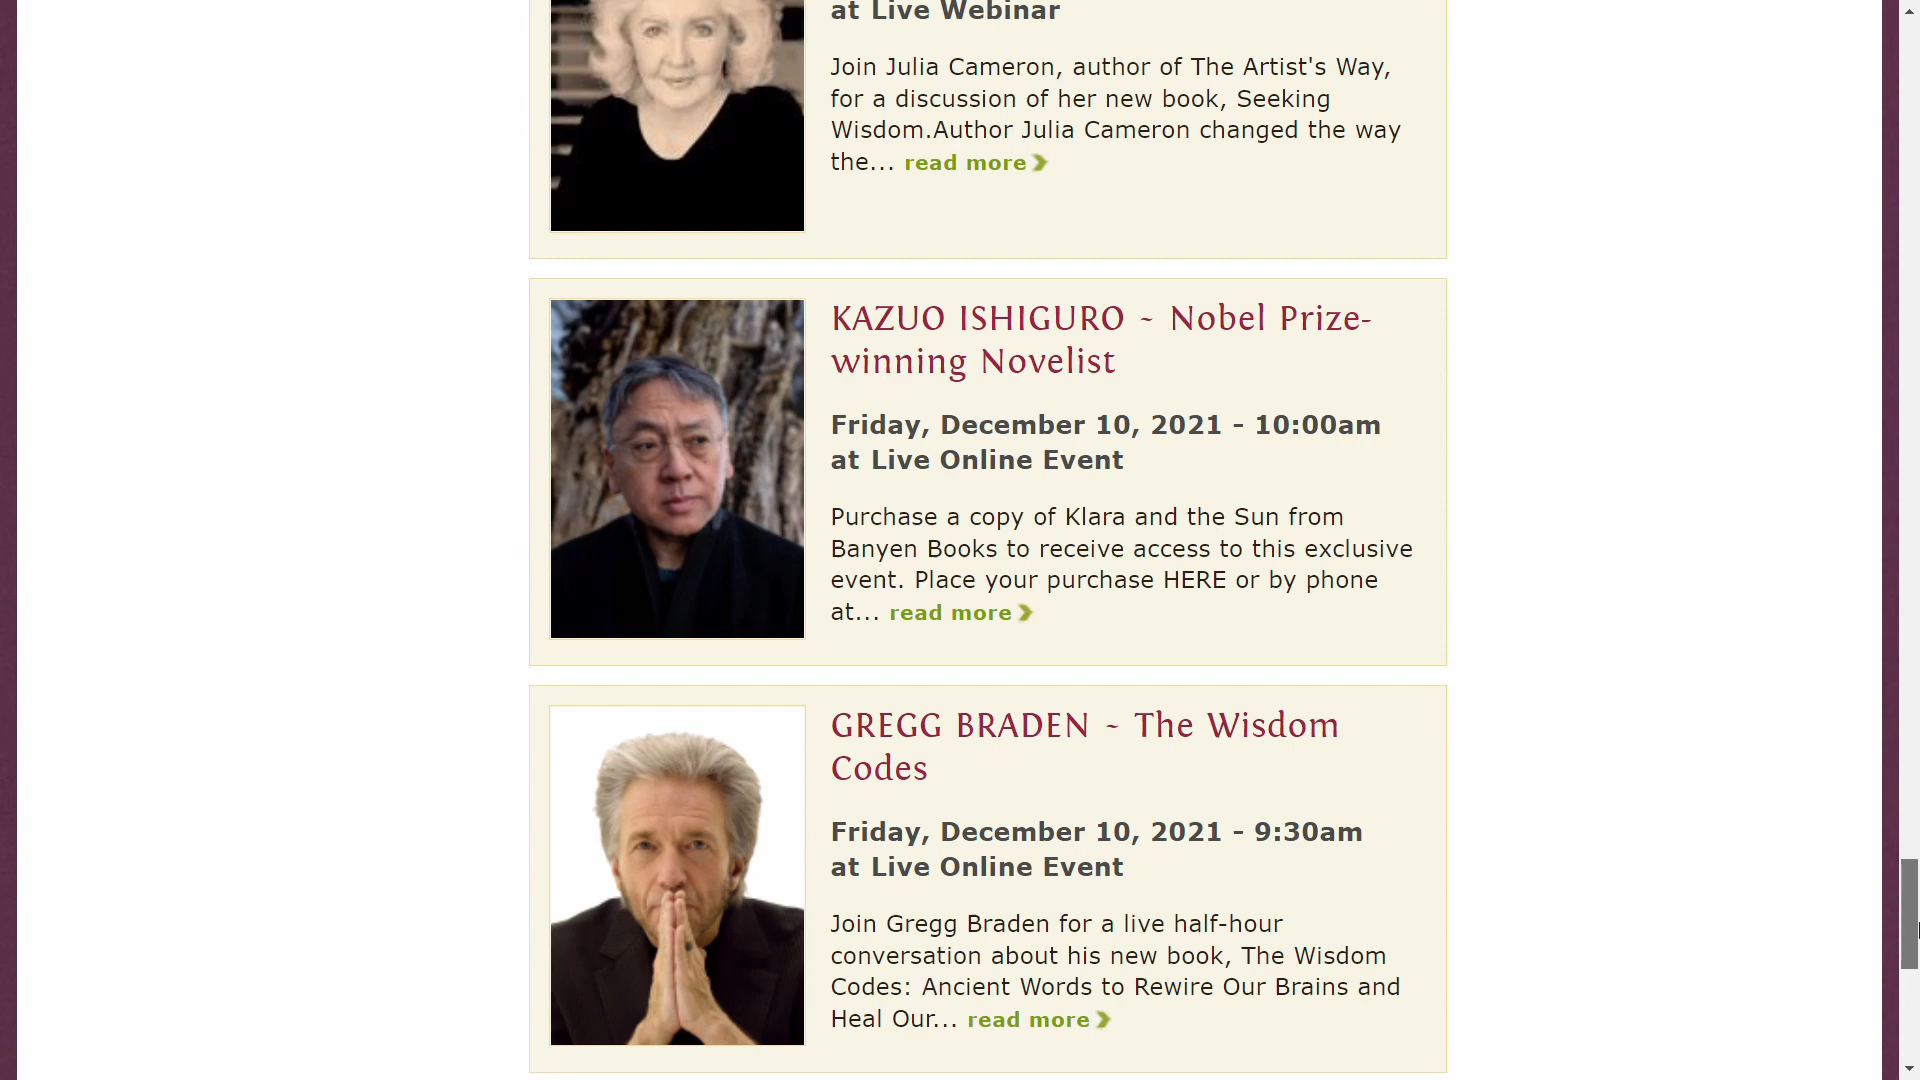 at Live Webinar
Join Julia Cameron, author of The Artist's Way,
for a discussion of her new book, Seeking
Wisdom.Author Julia Cameron changed the way
the... read more
KAZUO ISHIGURO ~ Nobel Prize-
winning Novelist
Friday, December 10, 2021 - 10:00am
at Live Online Event
Purchase a copy of Klara and the Sun from
Banyen Books to receive access to this exclusive
event. Place your purchase HERE or by phone
at... read more
GREGG BRADEN ~ The Wisdom
Codes
Friday, December 10, 2021 - 9:30am
at Live Online Event
Join Gregg Braden for a live half-hour
conversation about his new book, The Wisdom
Codes: Ancient Words to Rewire Our Brains and
Heal Our... read more